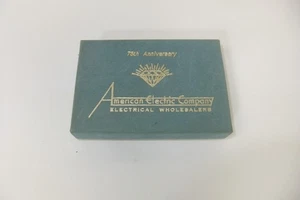 75th Anniversary
American Electric Company
ELECTRICAL WHOLESALERS